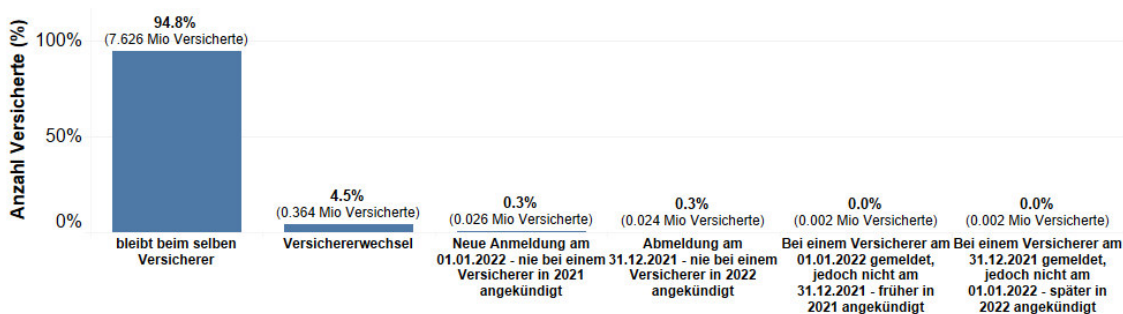 Anzahl Versicherte (%)
100%
50%
0%
94.8%
(7.626 Mio Versicherte)
4.5%
(0.364 Mio Versicherte)
0.3%
(0.026 Mio Versicherte)
0.3%
(0.024 Mio Versicherte)
0.0%
(0.002 Mio Versicherte)
0.0%
(0.002 Mio Versicherte)
bleibt beim selben
Versicherer
Versichererwechsel
Neue Anmeldung am
01.01.2022 - nie bei einem
Versicherer in 2021
angekündigt
Abmeldung am
31.12.2021 - nie bei einem
Versicherer in 2022
angekündigt
Bei einem Versicherer am
01.01.2022 gemeldet,
jedoch nicht am
31.12.2021 - früher in
2021 angekündigt
Bei einem Versicherer am
31.12.2021 gemeldet,
jedoch nicht am
01.01.2022 - später in
2022 angekündigt